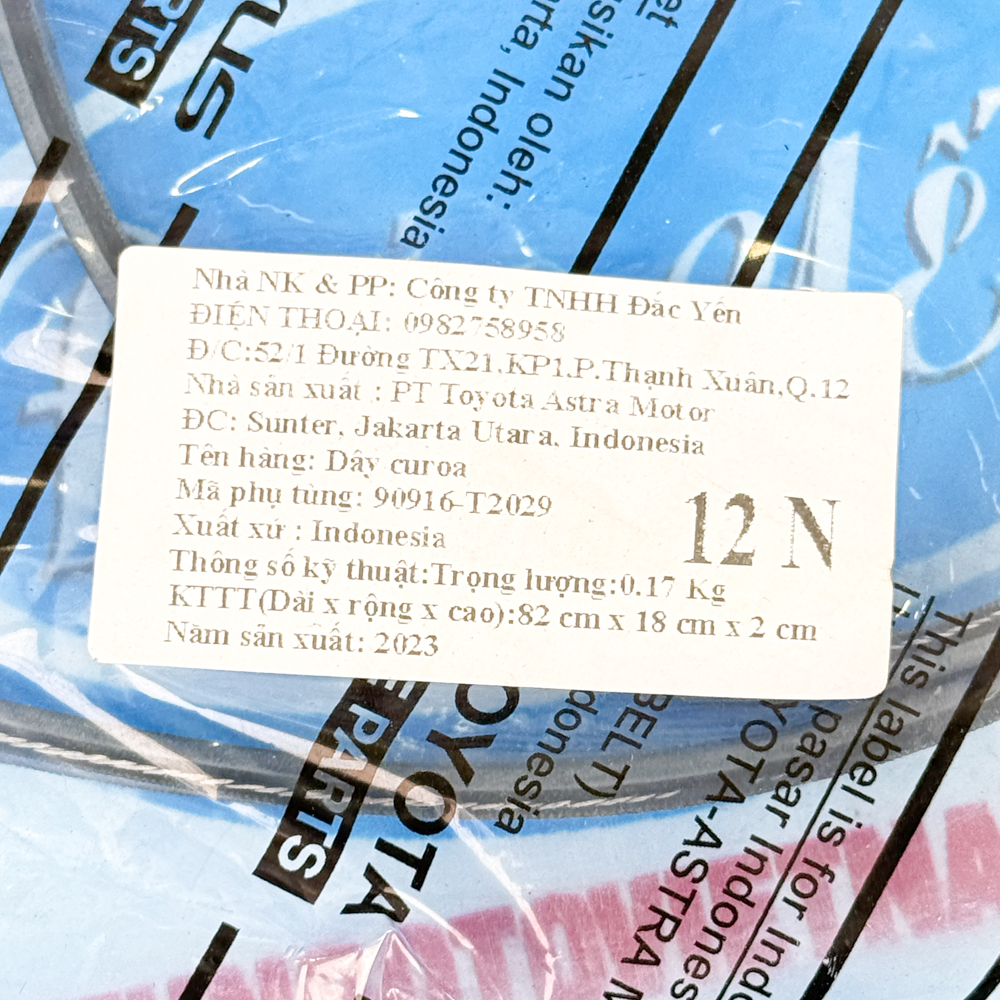 Nhà NK & PP: Công ty TNHH Đắc Yến
ĐIỆN THOẠI: 0982758958
Đ/C:52/1 Đường TX21,KP1,P.Thạnh Xuân,Q.12
Nhà sản xuất : PT Toyota Astra Motor
ĐC: Sunter, Jakarta Utara, Indonesia
Tên hàng: Dây curoa
Mã phụ tùng: 90916-T2029
Xuất xứ : Indonesia
12 N
Thông số kỹ thuật:Trọng lượng:0.17 Kg
KTTT(Dài x rộng x cao):82 cm x 18 cm x 2 cm
Năm sản xuất: 2023
PARTS
oleh:
Indonesia
TOYOTA
PARTS
BELT)
Indonesia
This label is for
pasar Indones
YOTA-ASTRA M